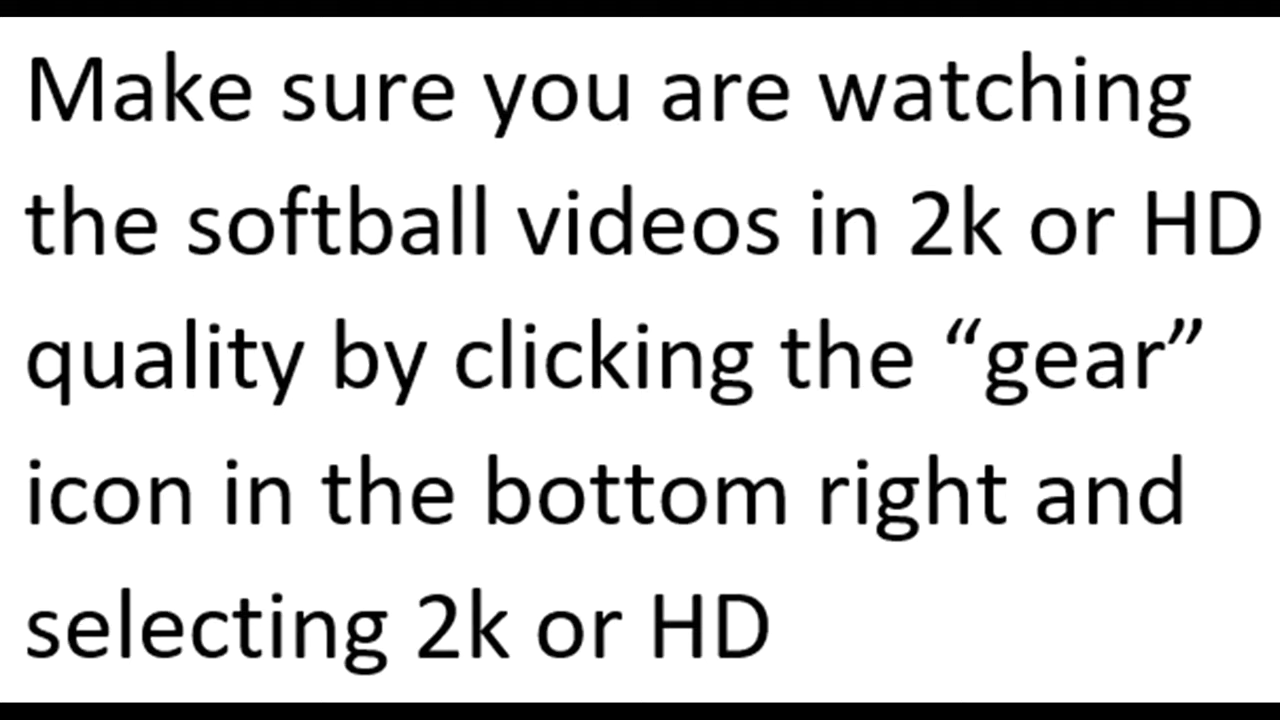 Make sure you are watching
the softball videos in 2k or HD
quality by clicking the “gear”
icon in the bottom right and
selecting 2k or HD